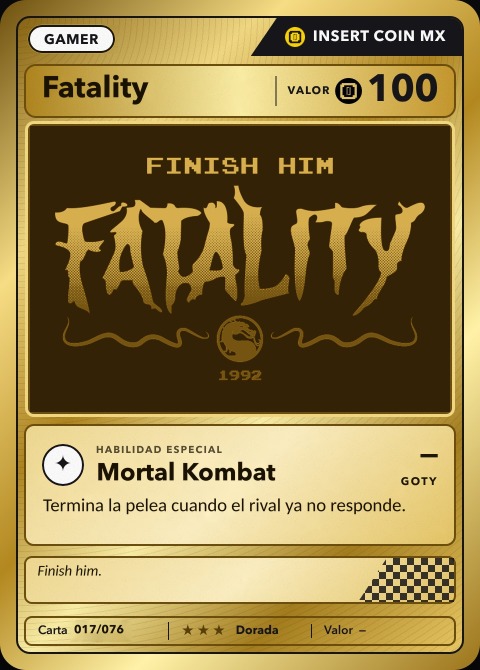 GAMER
INSERT COIN MX
Fatality
VALOR 100
FINISH HIM
FATALITY
1992
HABILIDAD ESPECIAL
Mortal Kombat
–
GOTY
Termina la pelea cuando el rival ya no responde.
Finish him.
Carta 017/076
★ ★ ★ Dorada
Valor –